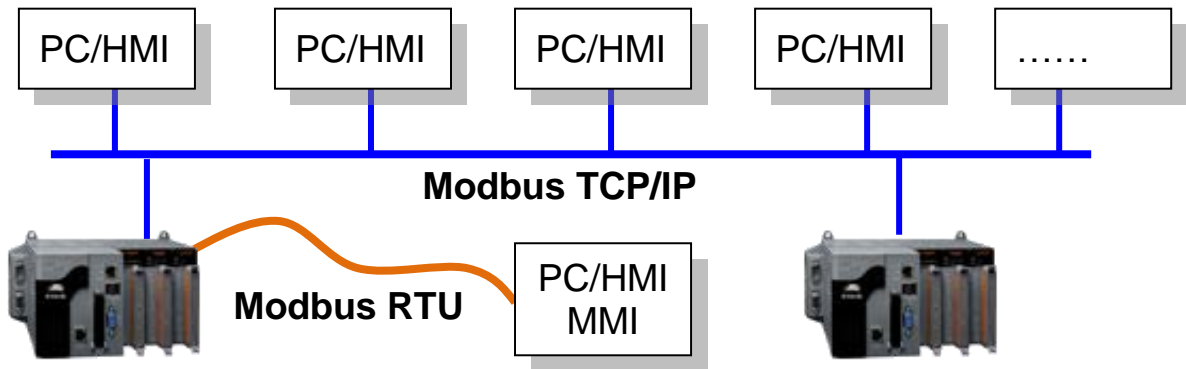 PC/HMI
PC/HMI
PC/HMI
PC/HMI
......
Modbus TCP/IP
Modbus RTU
PC/HMI
MMI